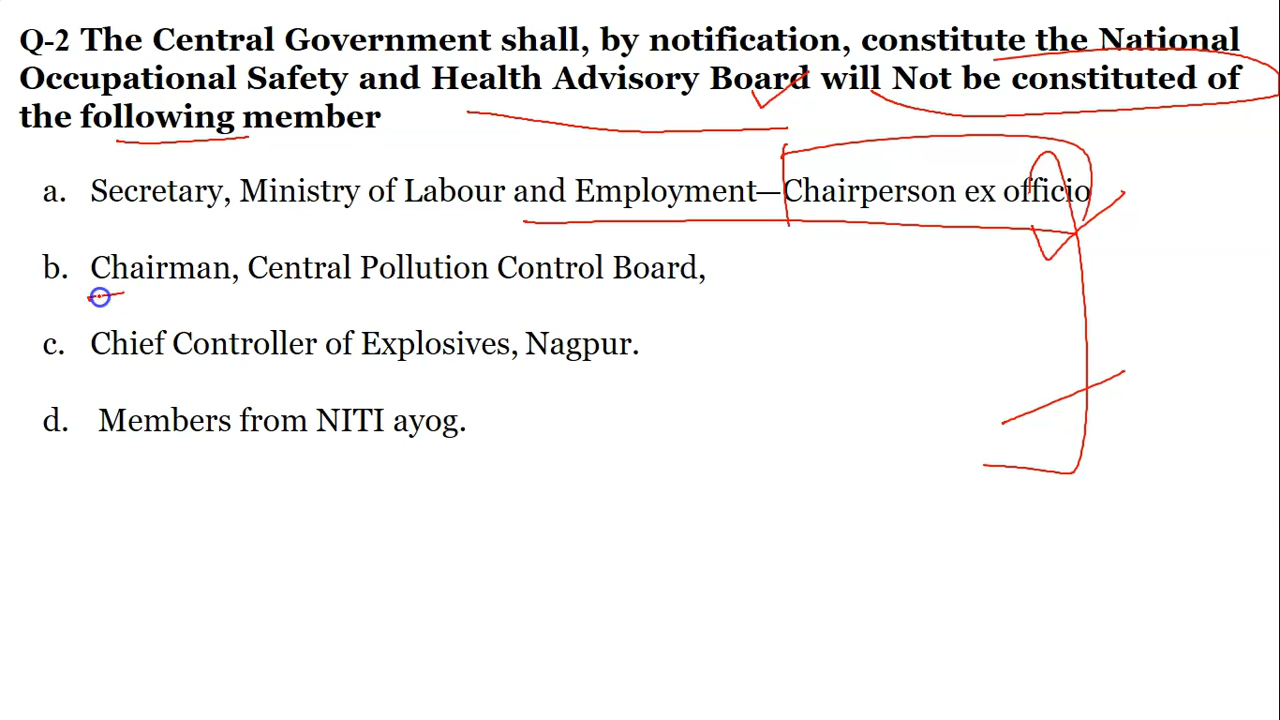 Q-2 The Central Government shall, by notification, constitute the National
Occupational Safety and Health Advisory Board will Not be constituted of
the following member
a. Secretary, Ministry of Labour and Employment—Chairperson ex officio
b. Chairman, Central Pollution Control Board,
c. Chief Controller of Explosives, Nagpur.
d. Members from NITI ayog.